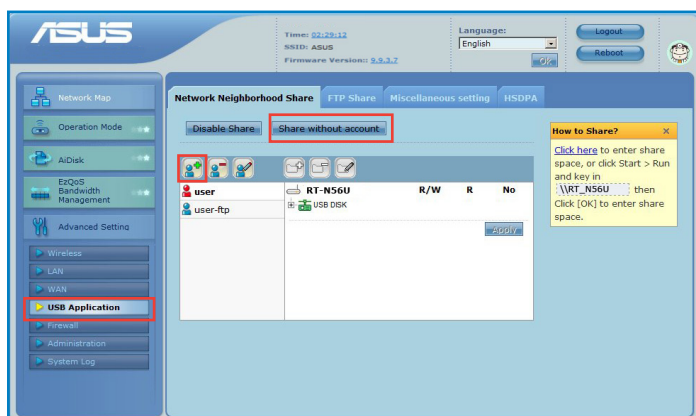 ASUS
Time: 02:29:12
SSID: ASUS
Firmware Version:: 9.9.3.7
Language:
English
OK
Logout
Reboot
Network Map
Operation Mode
AiDisk
EzQoS
Bandwidth
Management
Advanced Setting
Wireless
LAN
WAN
USB Application
Firewall
Administration
System Log
Network Neighborhood Share
FTP Share
Miscellaneous setting
HSDPA
Disable Share
Share without account
user
user-ftp
RT-N56U R/W R No
USB DISK
Apply
How to Share? ×
Click here to enter share
space, or click Start > Run
and key in
\\RT_N56U then
Click [OK] to enter share
space.